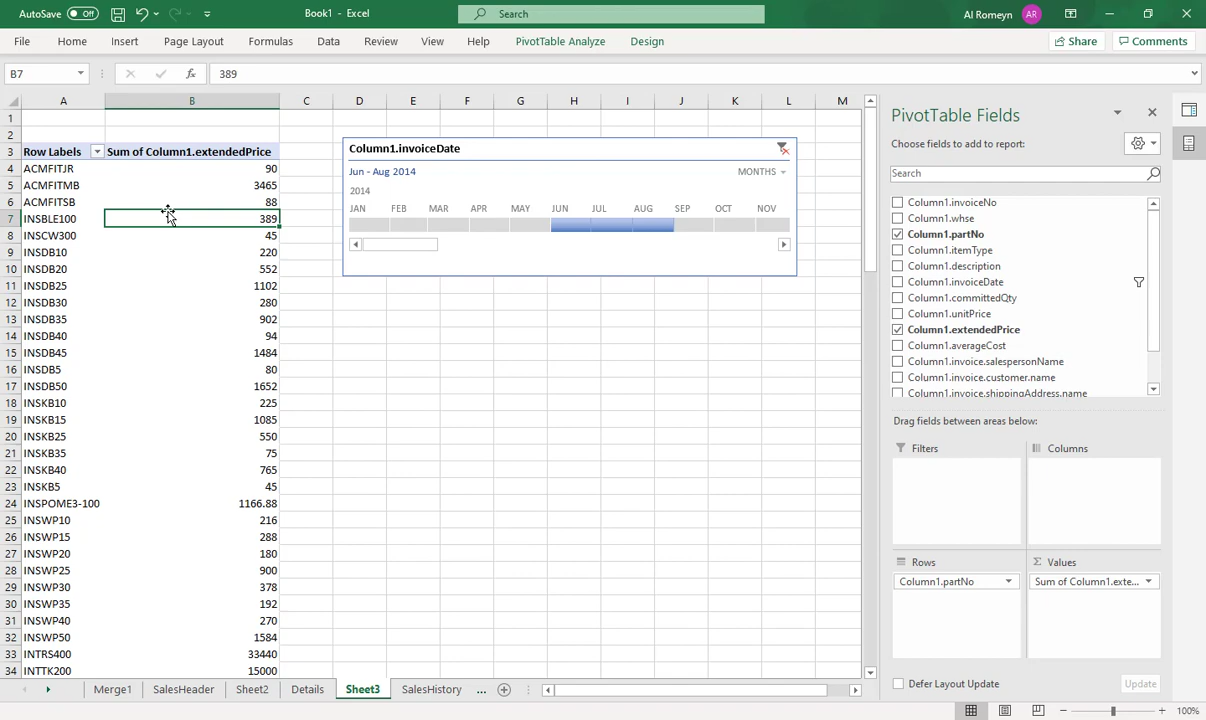 AutoSave Off Book1 - Excel Search Al Romeyn AR
File Home Insert Page Layout Formulas Data Review View Help PivotTable Analyze Design Share Comments
B7 fx 389
A B C D E F G H I J K L M
1
2
3 Row Labels Sum of Column1.extendedPrice
4 ACMFITJR 90
5 ACMFITMB 3465
6 ACMFITSB 88
7 INSBLE100 389
8 INSCW300 45
9 INSDB10 220
10 INSDB20 552
11 INSDB25 1102
12 INSDB30 280
13 INSDB35 902
14 INSDB40 94
15 INSDB45 1484
16 INSDB5 80
17 INSDB50 1652
18 INSKB10 225
19 INSKB15 1085
20 INSKB25 550
21 INSKB35 75
22 INSKB40 765
23 INSKB5 45
24 INSPOME3-100 1166.88
25 INSWP10 216
26 INSWP15 288
27 INSWP20 180
28 INSWP25 900
29 INSWP30 378
30 INSWP35 192
31 INSWP40 270
32 INSWP50 1584
33 INTRS400 33440
34 INTTK200 15000
Column1.invoiceDate
Jun - Aug 2014 MONTHS
2014
JAN FEB MAR APR MAY JUN JUL AUG SEP OCT NOV
PivotTable Fields
Choose fields to add to report:
Search
Column1.invoiceNo
Column1.whse
Column1.partNo
Column1.itemType
Column1.description
Column1.invoiceDate
Column1.committedQty
Column1.unitPrice
Column1.extendedPrice
Column1.averageCost
Column1.invoice.salespersonName
Column1.invoice.customer.name
Column1.invoice.shippingAddress.name
Drag fields between areas below:
Filters Columns
Rows Σ Values
Column1.partNo Sum of Column1.exte...
Defer Layout Update Update
Merge1 SalesHeader Sheet2 Details Sheet3 SalesHistory ...
100%